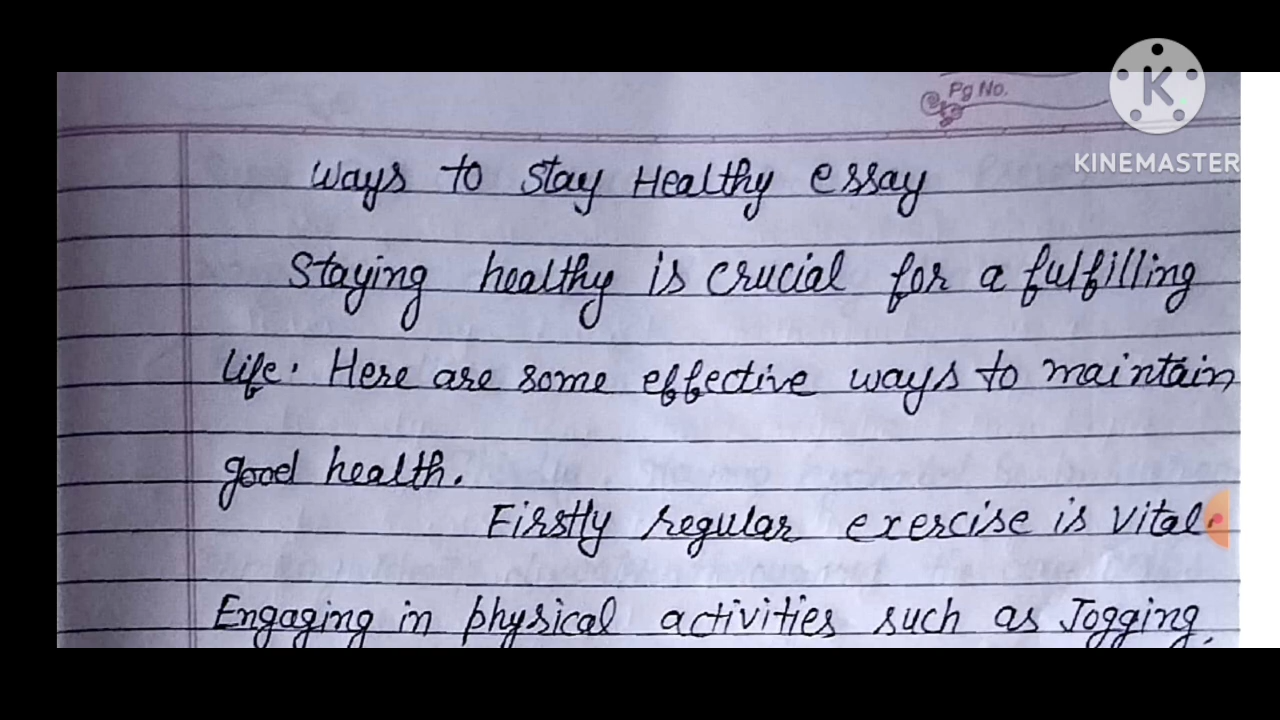 Pg No.
K
KINEMASTER
Ways to Stay Healthy essay
Staying healthy is crucial for a fulfilling
life. Here are some effective ways to maintain
good health.
Firstly regular exercise is vital.
Engaging in physical activities such as Jogging,